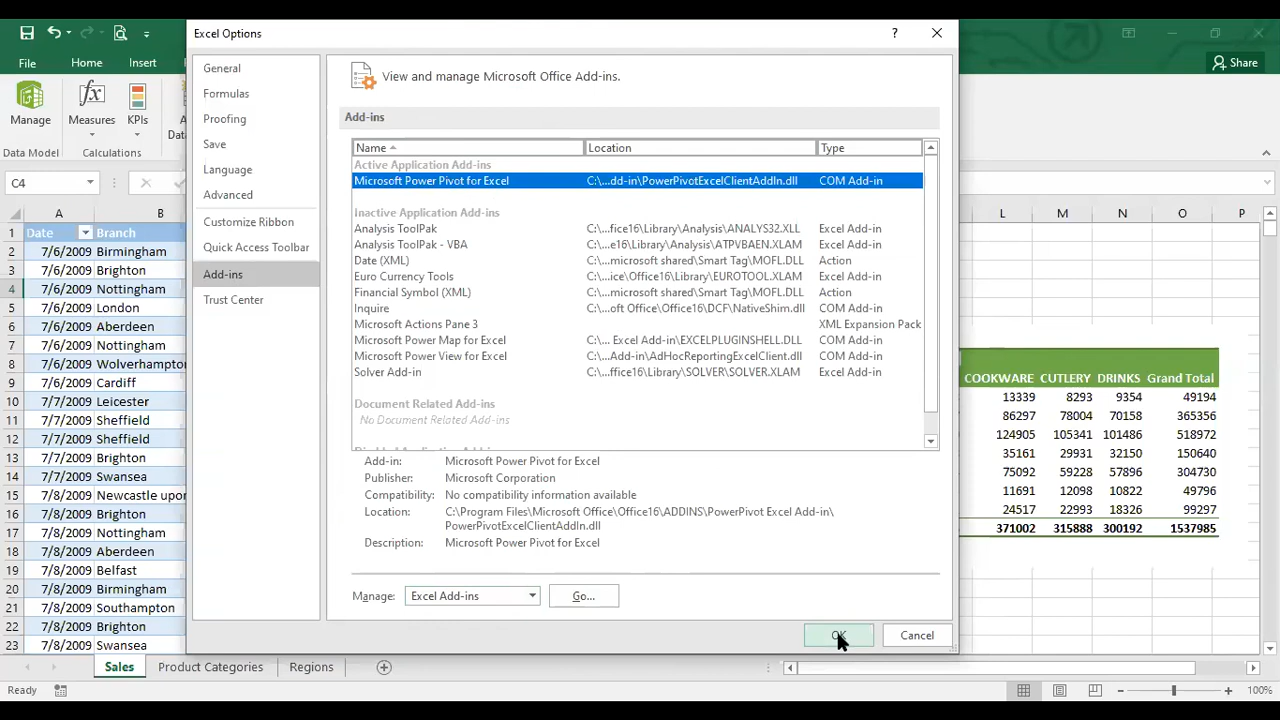 Excel Options
?
File
Home
Insert
Share
General
Formulas
Proofing
Save
Language
Advanced
Customize Ribbon
Quick Access Toolbar
Add-ins
Trust Center
View and manage Microsoft Office Add-ins.
Add-ins
Name Location Type
Active Application Add-ins
Microsoft Power Pivot for Excel C:\...dd-in\PowerPivotExcelClientAddIn.dll COM Add-in
Inactive Application Add-ins
Analysis ToolPak C:\...fice16\Library\Analysis\ANALYS32.XLL Excel Add-in
Analysis ToolPak - VBA C:\...e16\Library\Analysis\ATPVBAEN.XLAM Excel Add-in
Date (XML) C:\...microsoft shared\Smart Tag\MOFL.DLL Action
Euro Currency Tools C:\...ice\Office16\Library\EUROTOOL.XLAM Excel Add-in
Financial Symbol (XML) C:\...microsoft shared\Smart Tag\MOFL.DLL Action
Inquire C:\...oft Office\Office16\DCF\NativeShim.dll COM Add-in
Microsoft Actions Pane 3 XML Expansion Pack
Microsoft Power Map for Excel C:\... Excel Add-in\EXCELPLUGINSHELL.DLL COM Add-in
Microsoft Power View for Excel C:\...Add-in\AdHocReportingExcelClient.dll COM Add-in
Solver Add-in C:\...ffice16\Library\SOLVER\SOLVER.XLAM Excel Add-in
Document Related Add-ins
No Document Related Add-ins
Add-in: Microsoft Power Pivot for Excel
Publisher: Microsoft Corporation
Compatibility: No compatibility information available
Location: C:\Program Files\Microsoft Office\Office16\ADDINS\PowerPivot Excel Add-in\
PowerPivotExcelClientAddIn.dll
Description: Microsoft Power Pivot for Excel
Manage: Excel Add-ins Go...
OK Cancel
Manage
Measures
KPIs
Data Model
Calculations
C4
A B L M N O P
1 Date Branch
2 7/6/2009 Birmingham
3 7/6/2009 Brighton
4 7/6/2009 Nottingham
5 7/6/2009 London
6 7/6/2009 Aberdeen
7 7/6/2009 Nottingham
8 7/6/2009 Wolverhampto
9 7/6/2009 Cardiff
10 7/7/2009 Leicester
11 7/7/2009 Sheffield
12 7/7/2009 Sheffield
13 7/7/2009 Brighton
14 7/7/2009 Swansea
15 7/8/2009 Newcastle upo
16 7/8/2009 Brighton
17 7/8/2009 Nottingham
18 7/8/2009 Aberdeen
19 7/8/2009 Belfast
20 7/8/2009 Birmingham
21 7/8/2009 Southampton
22 7/8/2009 Brighton
23 7/8/2009 Swansea
COOKWARE CUTLERY DRINKS Grand Total
13339 8293 9354 49194
86297 78004 70158 365356
124905 105341 101486 518972
35161 29931 32150 150640
75092 59228 57896 304730
11691 12098 10822 49796
24517 22993 18326 99297
371002 315888 300192 1537985
Sales
Product Categories
Regions
Ready
100%